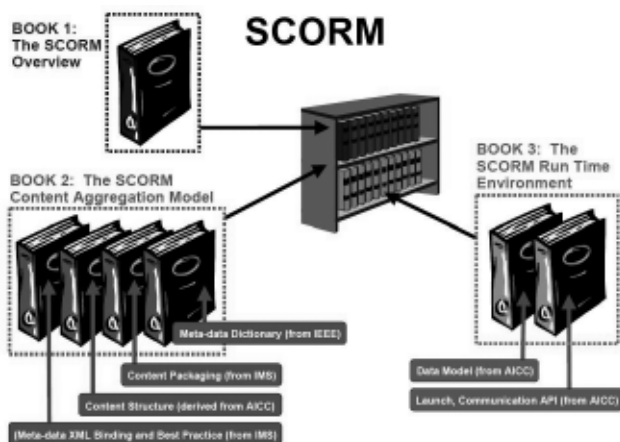 SCORM
BOOK 1:
The SCORM
Overview
BOOK 2: The SCORM
Content Aggregation Model
Meta-data Dictionary (from IEEE)
Content Packaging (from IMS)
Content Structure (derived from AICC)
(Meta-data XML Binding and Best Practice (from IMS)
BOOK 3: The
SCORM Run Time
Environment
Data Model (from AICC)
Launch, Communication API (from AICC)